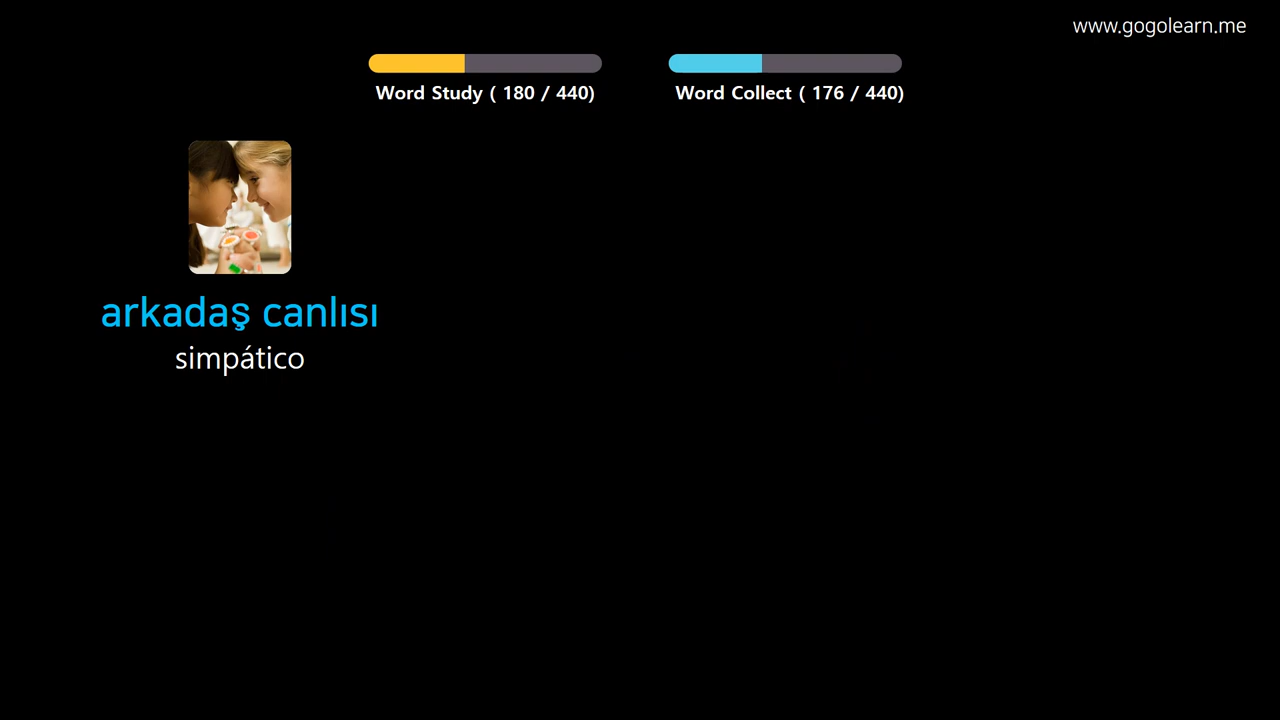 www.gogolearn.me
Word Study ( 180 / 440)
Word Collect ( 176 / 440)
arkadaş canlısı
simpático